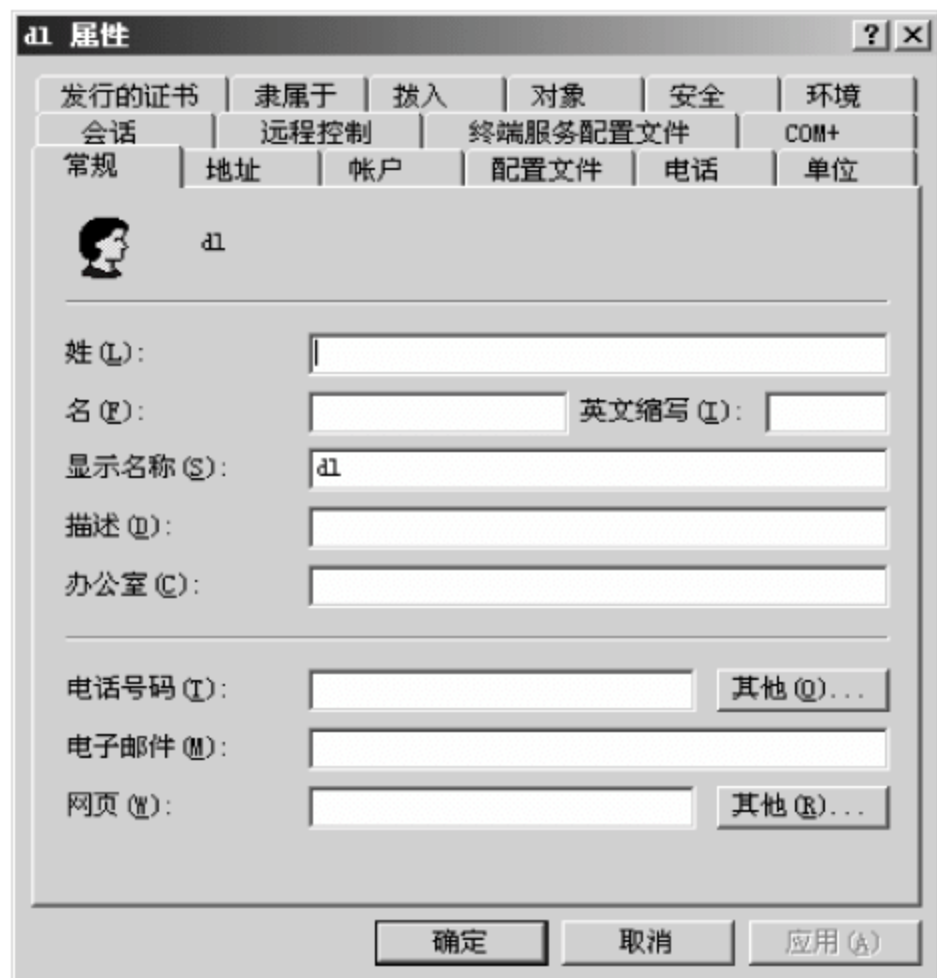 dl 属性
发行的证书 隶属于 拨入 对象 安全 环境
会话 远程控制 终端服务配置文件 COM+
常规 地址 帐户 配置文件 电话 单位
dl
姓(L):
名(F): 英文缩写(I):
显示名称(S): dl
描述(D):
办公室(C):
电话号码(T): 其他(O)...
电子邮件(M):
网页(W): 其他(R)...
确定 取消 应用(A)